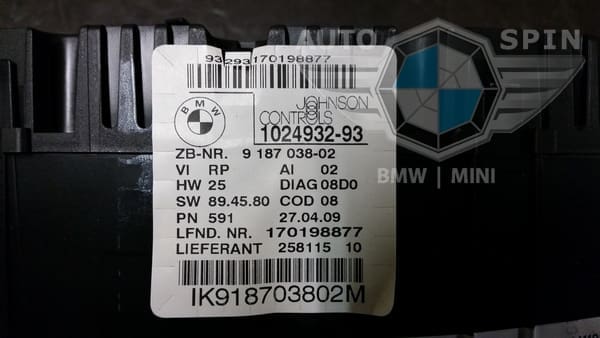 AUTO SPIN
93293170198877
BMW
JOHNSON
CONTROLS
1024932-93
ZB-NR. 9 187 038-02
VI RP AI 02
HW 25 DIAG 08D0
SW 89.45.80 COD 08
PN 591 27.04.09
LFND. NR. 170198877
LIEFERANT 258115 10
IK918703802M
BMW | MINI